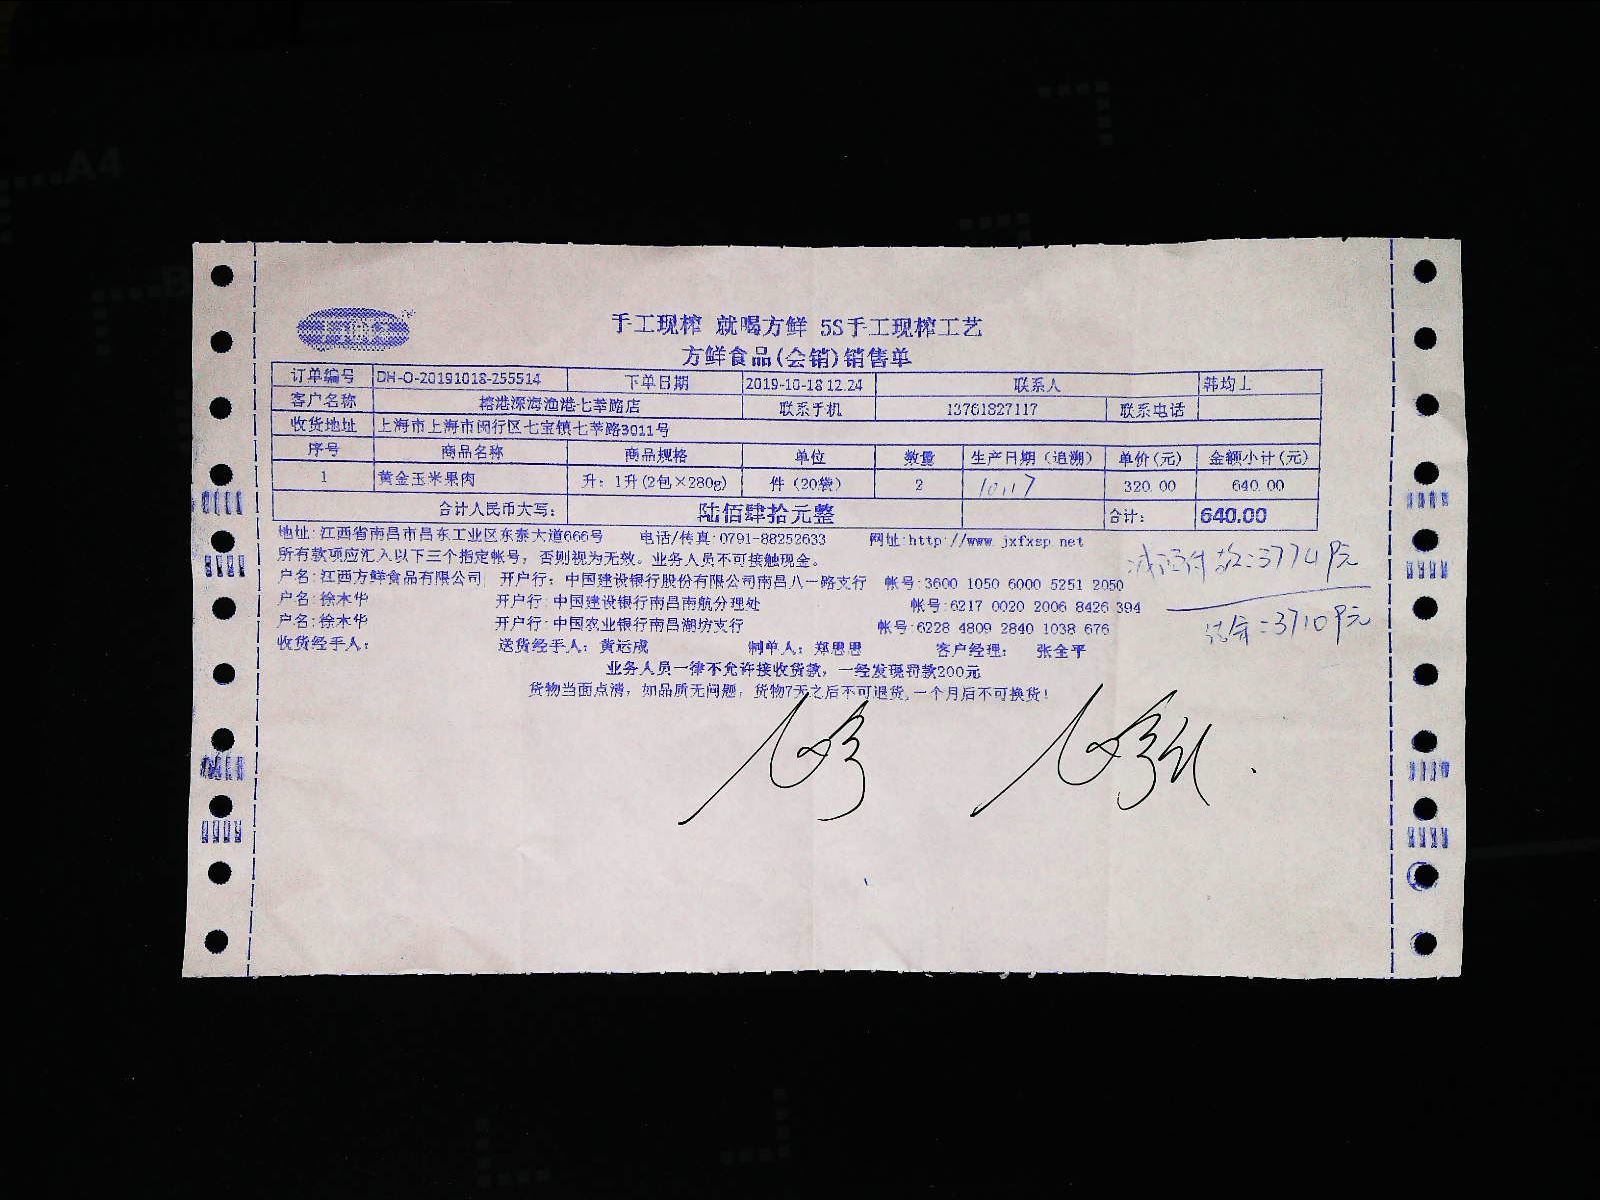 手工现榨 就喝方鲜 5S手工现榨工艺
方鲜食品(会销)销售单
订单编号 DH-O-20191018-255514 下单日期 2019-10-18 12.24 联系人 韩均上
客户名称 榕港深海渔港七莘路店 联系手机 13761827117 联系电话
收货地址 上海市上海市闵行区七宝镇七莘路3011号
序号 商品名称 商品规格 单位 数量 生产日期（追溯） 单价(元) 金额小计(元)
1 黄金玉米果肉 升: 1升(2包×280g) 件（20袋） 2 10.17 320.00 640.00
合计人民币大写: 陆佰肆拾元整 合计: 640.00
地址:江西省南昌市昌东工业区东泰大道666号 电话/传真:0791-88252633 网址:http://www.jxfxsp.net
所有款项应汇入以下三个指定帐号，否则视为无效。业务人员不可接触现金。
户名:江西方鲜食品有限公司 开户行: 中国建设银行股份有限公司南昌八一路支行 帐号:3600 1050 6000 5251 2050
3774元
户名:徐木华 开户行:中国建设银行南昌南航分理处 帐号:6217 0020 2006 8426 394
3710元
户名:徐木华 开户行:中国农业银行南昌湖坊支行 帐号:6228 4809 2840 1038 676
收货经手人: 送货经手人: 黄运成 制单人: 郑恩恩 客户经理: 张全平
业务人员一律不允许接收货款，一经发现罚款200元
货物当面点清，如品质无问题，货物7天之后不可退货,一个月后不可换货!
A4